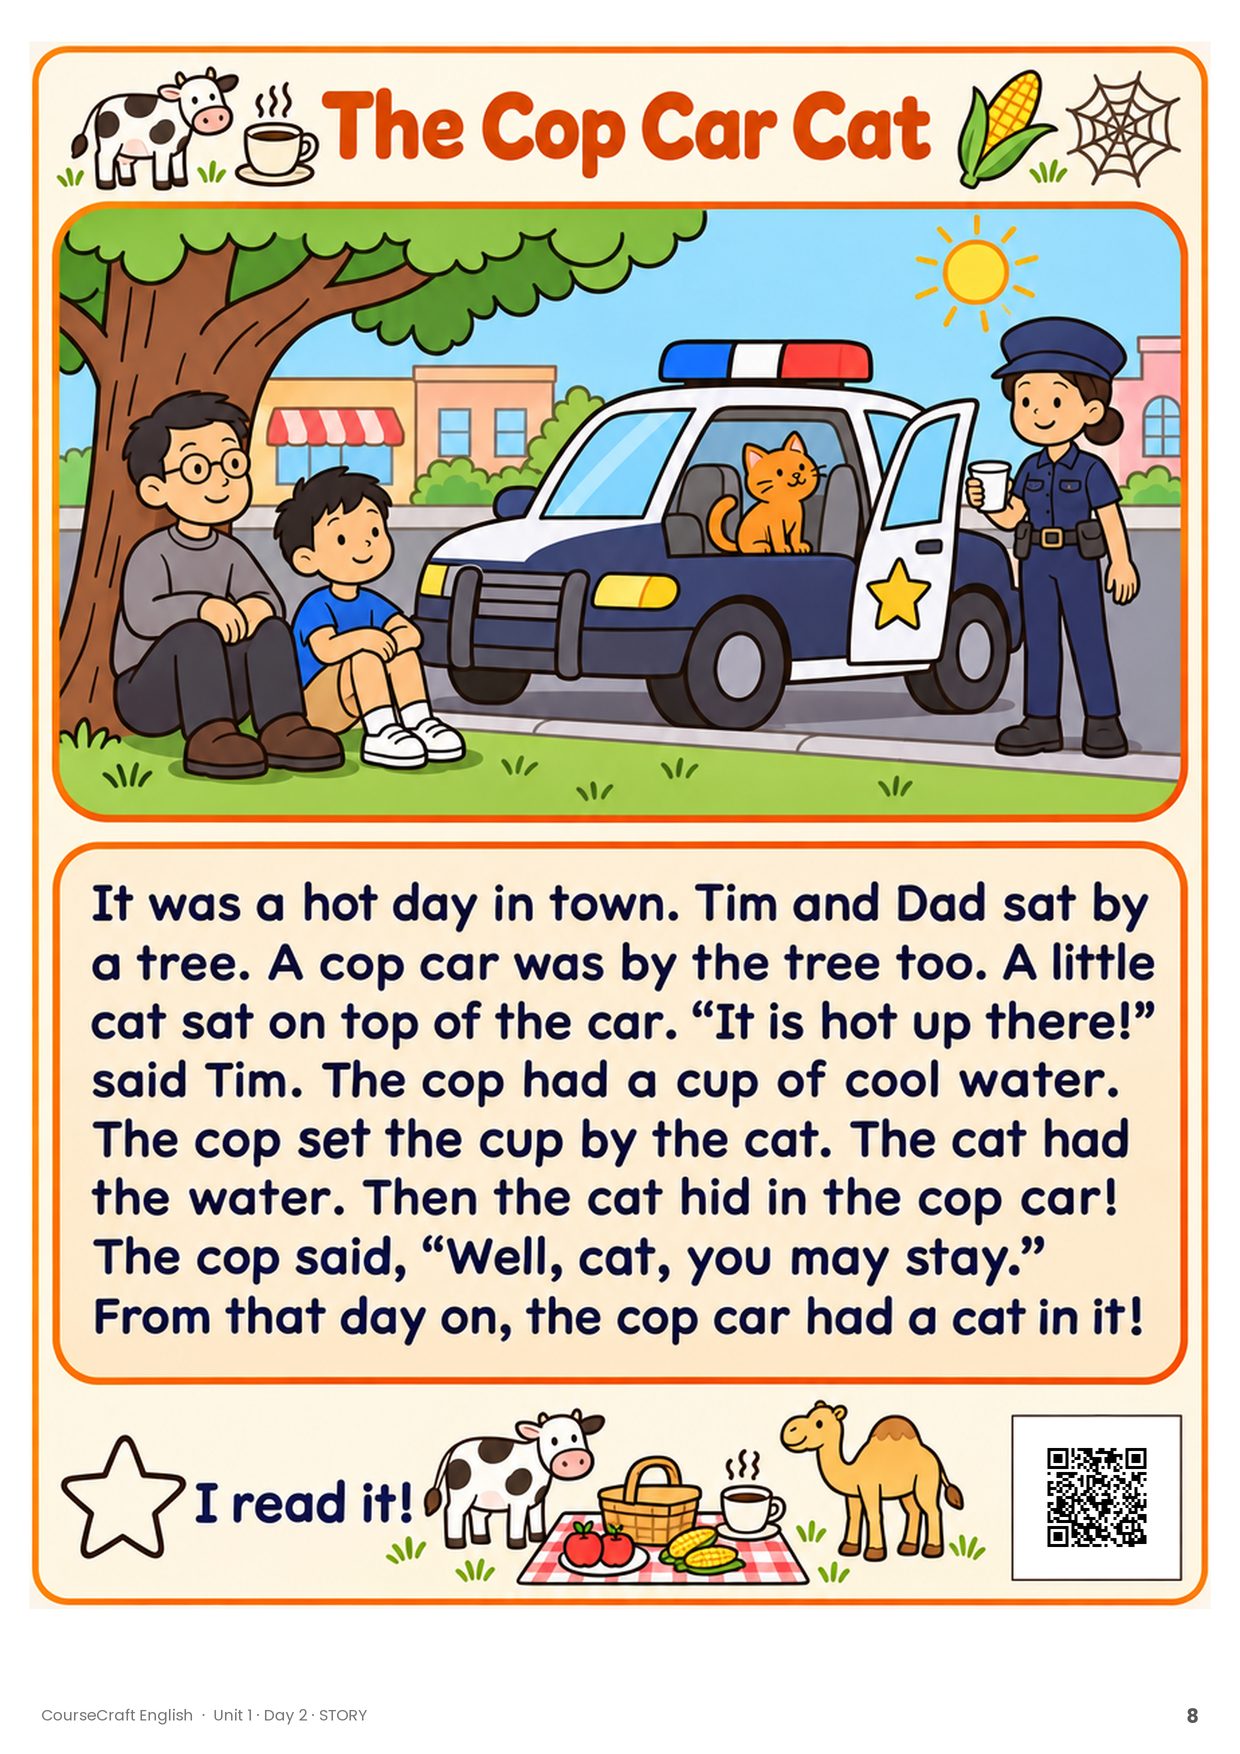 The Cop Car Cat
It was a hot day in town. Tim and Dad sat by
a tree. A cop car was by the tree too. A little
cat sat on top of the car. “It is hot up there!”
said Tim. The cop had a cup of cool water.
The cop set the cup by the cat. The cat had
the water. Then the cat hid in the cop car!
The cop said, “Well, cat, you may stay.”
From that day on, the cop car had a cat in it!
I read it!
CourseCraft English · Unit 1 · Day 2 · STORY
8